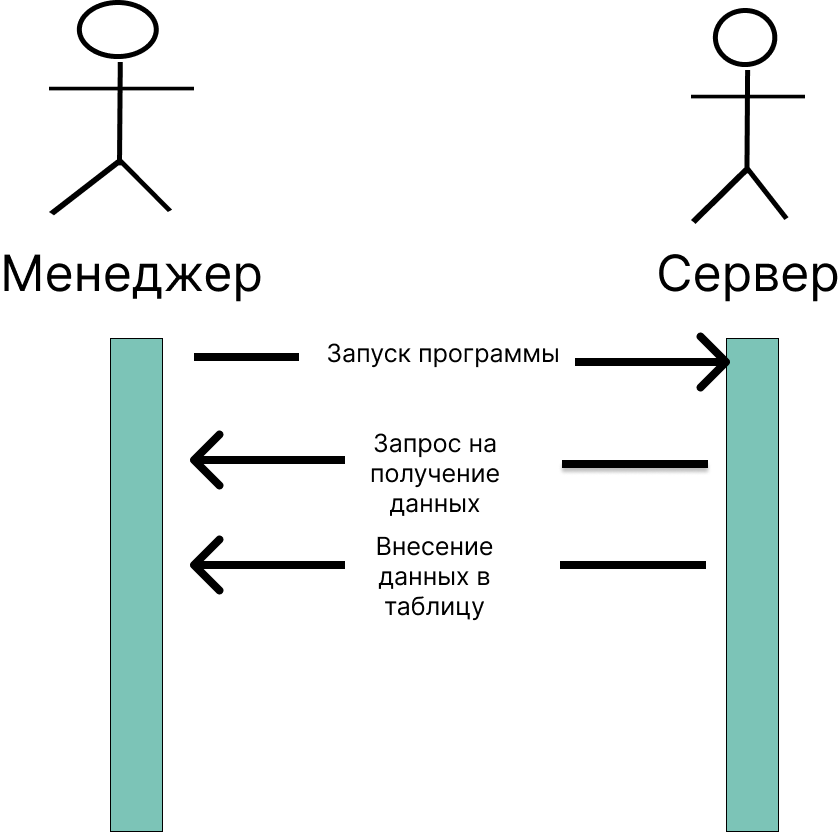 Менеджер
Сервер
Запуск программы
Запрос на
получение
данных
Внесение
данных в
таблицу